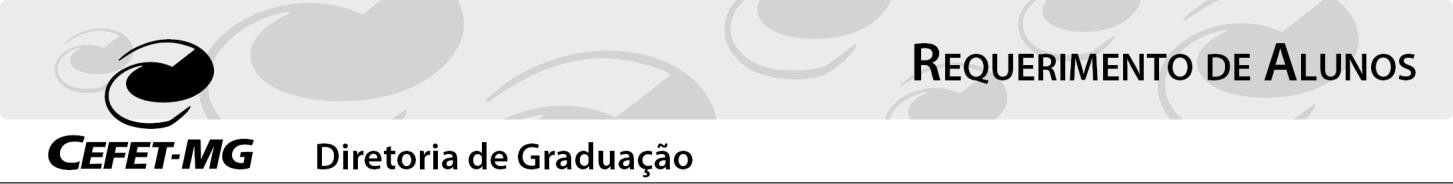 REQUERIMENTO DE ALUNOS
CEFET-MG
Diretoria de Graduação